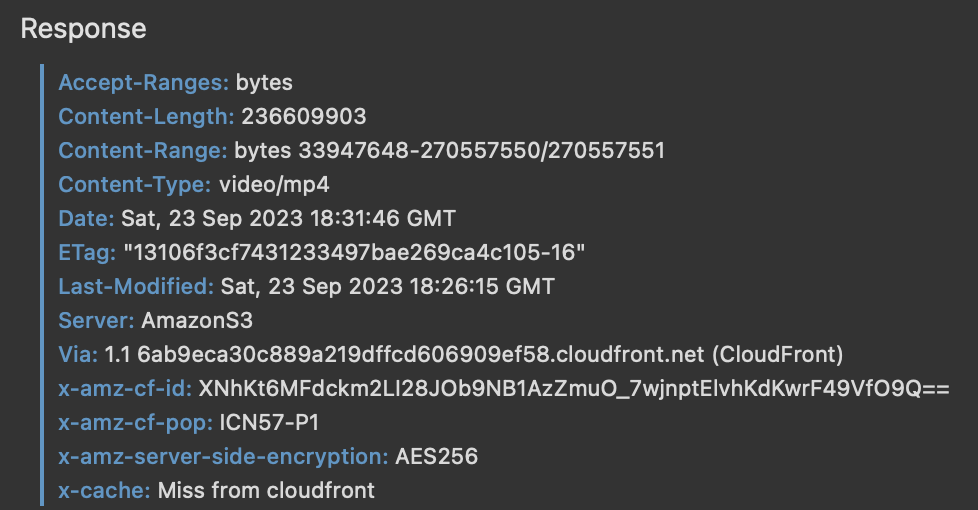 Response
Accept-Ranges: bytes
Content-Length: 236609903
Content-Range: bytes 33947648-270557550/270557551
Content-Type: video/mp4
Date: Sat, 23 Sep 2023 18:31:46 GMT
ETag: "13106f3cf7431233497bae269ca4c105-16"
Last-Modified: Sat, 23 Sep 2023 18:26:15 GMT
Server: AmazonS3
Via: 1.1 6ab9eca30c889a219dffcd606909ef58.cloudfront.net (CloudFront)
x-amz-cf-id: XNhKt6MFdckm2LI28JOb9NB1AzZmuO_7wjnptElvhKdKwrF49VfO9Q==
x-amz-cf-pop: ICN57-P1
x-amz-server-side-encryption: AES256
x-cache: Miss from cloudfront